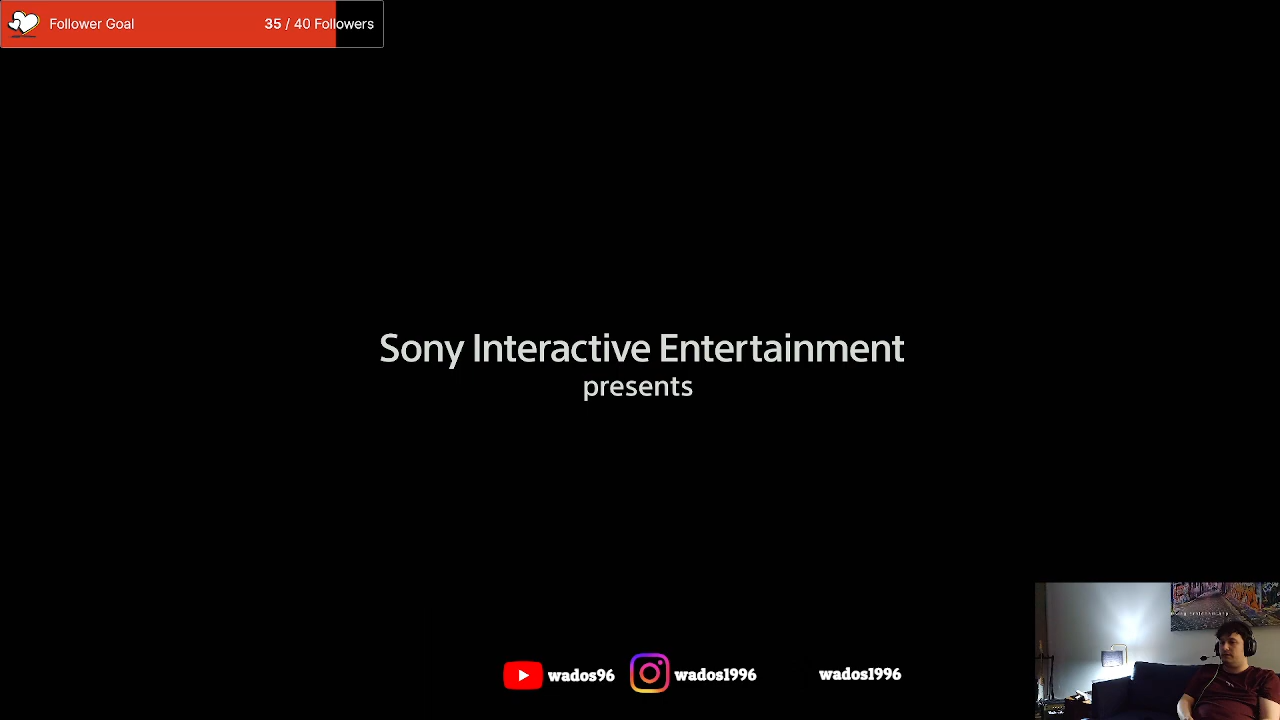 Follower Goal 35 / 40 Followers
Sony Interactive Entertainment
presents
wados96 wados1996 wados1996